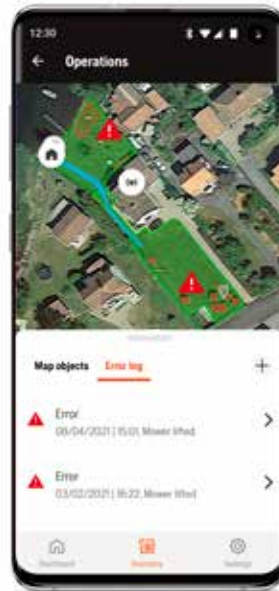 12:30
Operations
Map objects
Error log
Error
08/04/2021 | 15:01, Mower lifted.
Error
03/02/2021 | 16:22, Mower lifted.
Dashboard
Settings